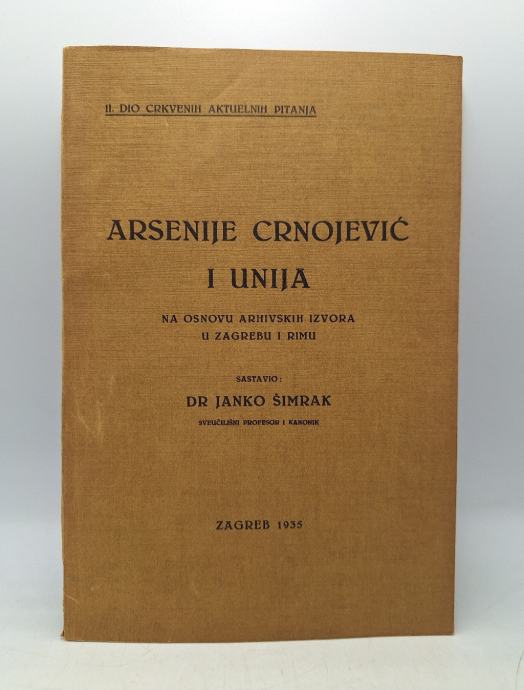 II. DIO CRKVENIH AKTUELNIH PITANJA
ARSENIJE CRNOJEVIĆ
I UNIJA
NA OSNOVU ARHIVSKIH IZVORA
U ZAGREBU I RIMU
SASTAVIO:
DR JANKO ŠIMRAK
SVEUČILIŠNI PROFESOR I KANONIK
ZAGREB 1935